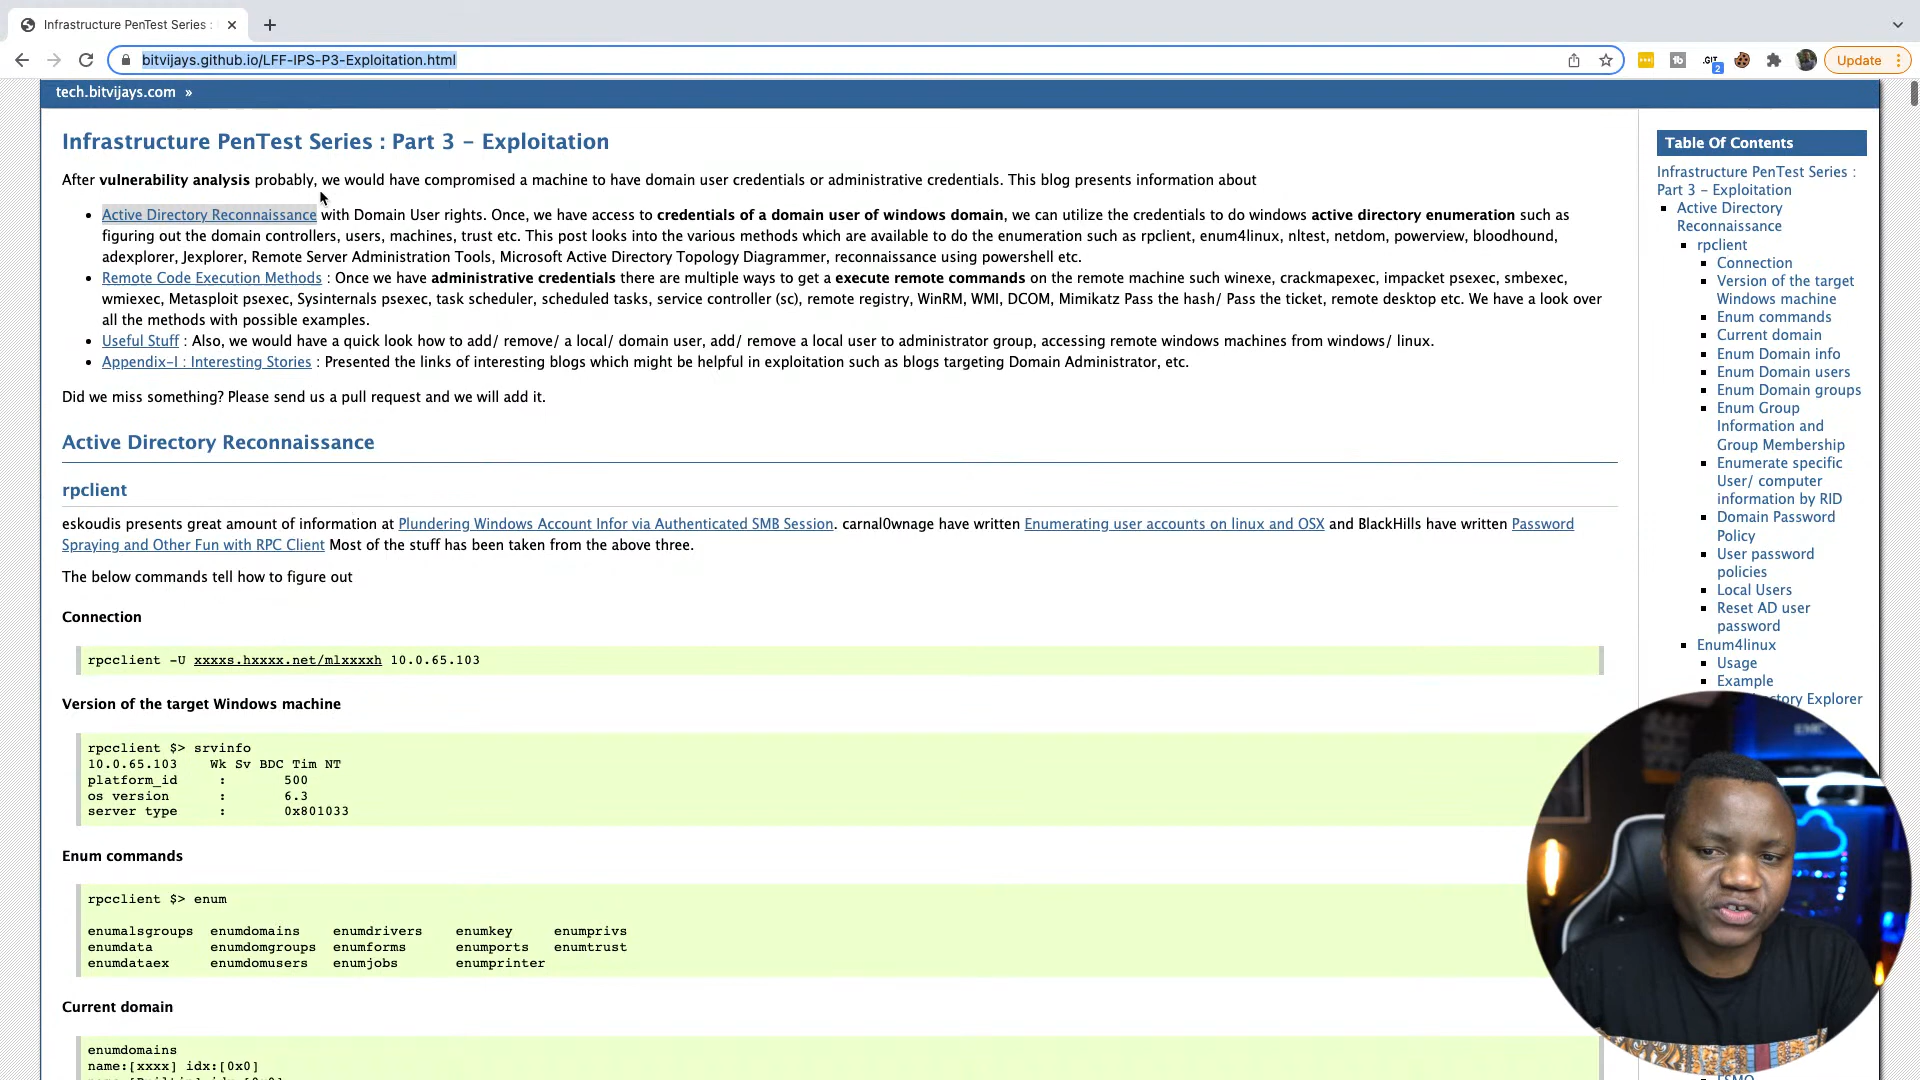 Infrastructure PenTest Series :
bitvijays.github.io/LFF-IPS-P3-Exploitation.html
Update
tech.bitvijays.com »
Infrastructure PenTest Series : Part 3 – Exploitation
After vulnerability analysis probably, we would have compromised a machine to have domain user credentials or administrative credentials. This blog presents information about
Active Directory Reconnaissance with Domain User rights. Once, we have access to credentials of a domain user of windows domain, we can utilize the credentials to do windows active directory enumeration such as
figuring out the domain controllers, users, machines, trust etc. This post looks into the various methods which are available to do the enumeration such as rpclient, enum4linux, nltest, netdom, powerview, bloodhound,
adexplorer, Jexplorer, Remote Server Administration Tools, Microsoft Active Directory Topology Diagrammer, reconnaissance using powershell etc.
Remote Code Execution Methods : Once we have administrative credentials there are multiple ways to get a execute remote commands on the remote machine such winexe, crackmapexec, impacket psexec, smbexec,
wmiexec, Metasploit psexec, Sysinternals psexec, task scheduler, scheduled tasks, service controller (sc), remote registry, WinRM, WMI, DCOM, Mimikatz Pass the hash/ Pass the ticket, remote desktop etc. We have a look over
all the methods with possible examples.
Useful Stuff : Also, we would have a quick look how to add/ remove/ a local/ domain user, add/ remove a local user to administrator group, accessing remote windows machines from windows/ linux.
Appendix-I : Interesting Stories : Presented the links of interesting blogs which might be helpful in exploitation such as blogs targeting Domain Administrator, etc.
Did we miss something? Please send us a pull request and we will add it.
Active Directory Reconnaissance
rpclient
eskoudis presents great amount of information at Plundering Windows Account Infor via Authenticated SMB Session. carnal0wnage have written Enumerating user accounts on linux and OSX and BlackHills have written Password
Spraying and Other Fun with RPC Client Most of the stuff has been taken from the above three.
The below commands tell how to figure out
Connection
rpcclient -U xxxxs.hxxxx.net/mlxxxxh 10.0.65.103
Version of the target Windows machine
rpcclient $> srvinfo
10.0.65.103 Wk Sv BDC Tim NT
platform_id : 500
os version : 6.3
server type : 0x801033
Enum commands
rpcclient $> enum
enumalsgroups enumdomains enumdrivers enumkey enumprivs
enumdata enumdomgroups enumforms enumports enumtrust
enumdataex enumdomusers enumjobs enumprinter
Current domain
enumdomains
name:[xxxx] idx:[0x0]
Table Of Contents
Infrastructure PenTest Series :
Part 3 – Exploitation
Active Directory
Reconnaissance
rpclient
Connection
Version of the target
Windows machine
Enum commands
Current domain
Enum Domain info
Enum Domain users
Enum Domain groups
Enum Group
Information and
Group Membership
Enumerate specific
User/ computer
information by RID
Domain Password
Policy
User password
policies
Local Users
Reset AD user
password
Enum4linux
Usage
Example
Explorer